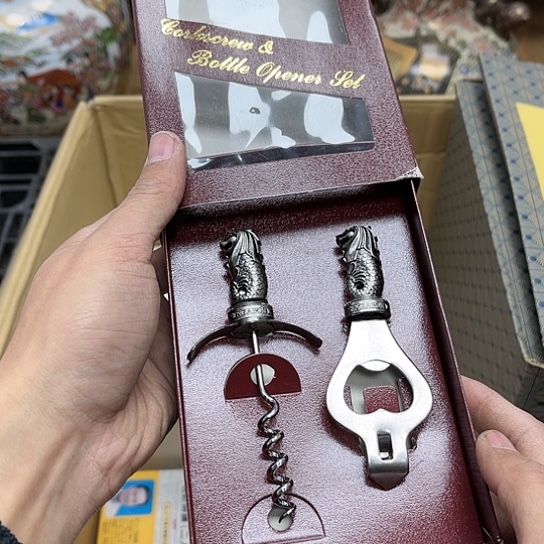 Corkscrew &
Bottle Opener Set